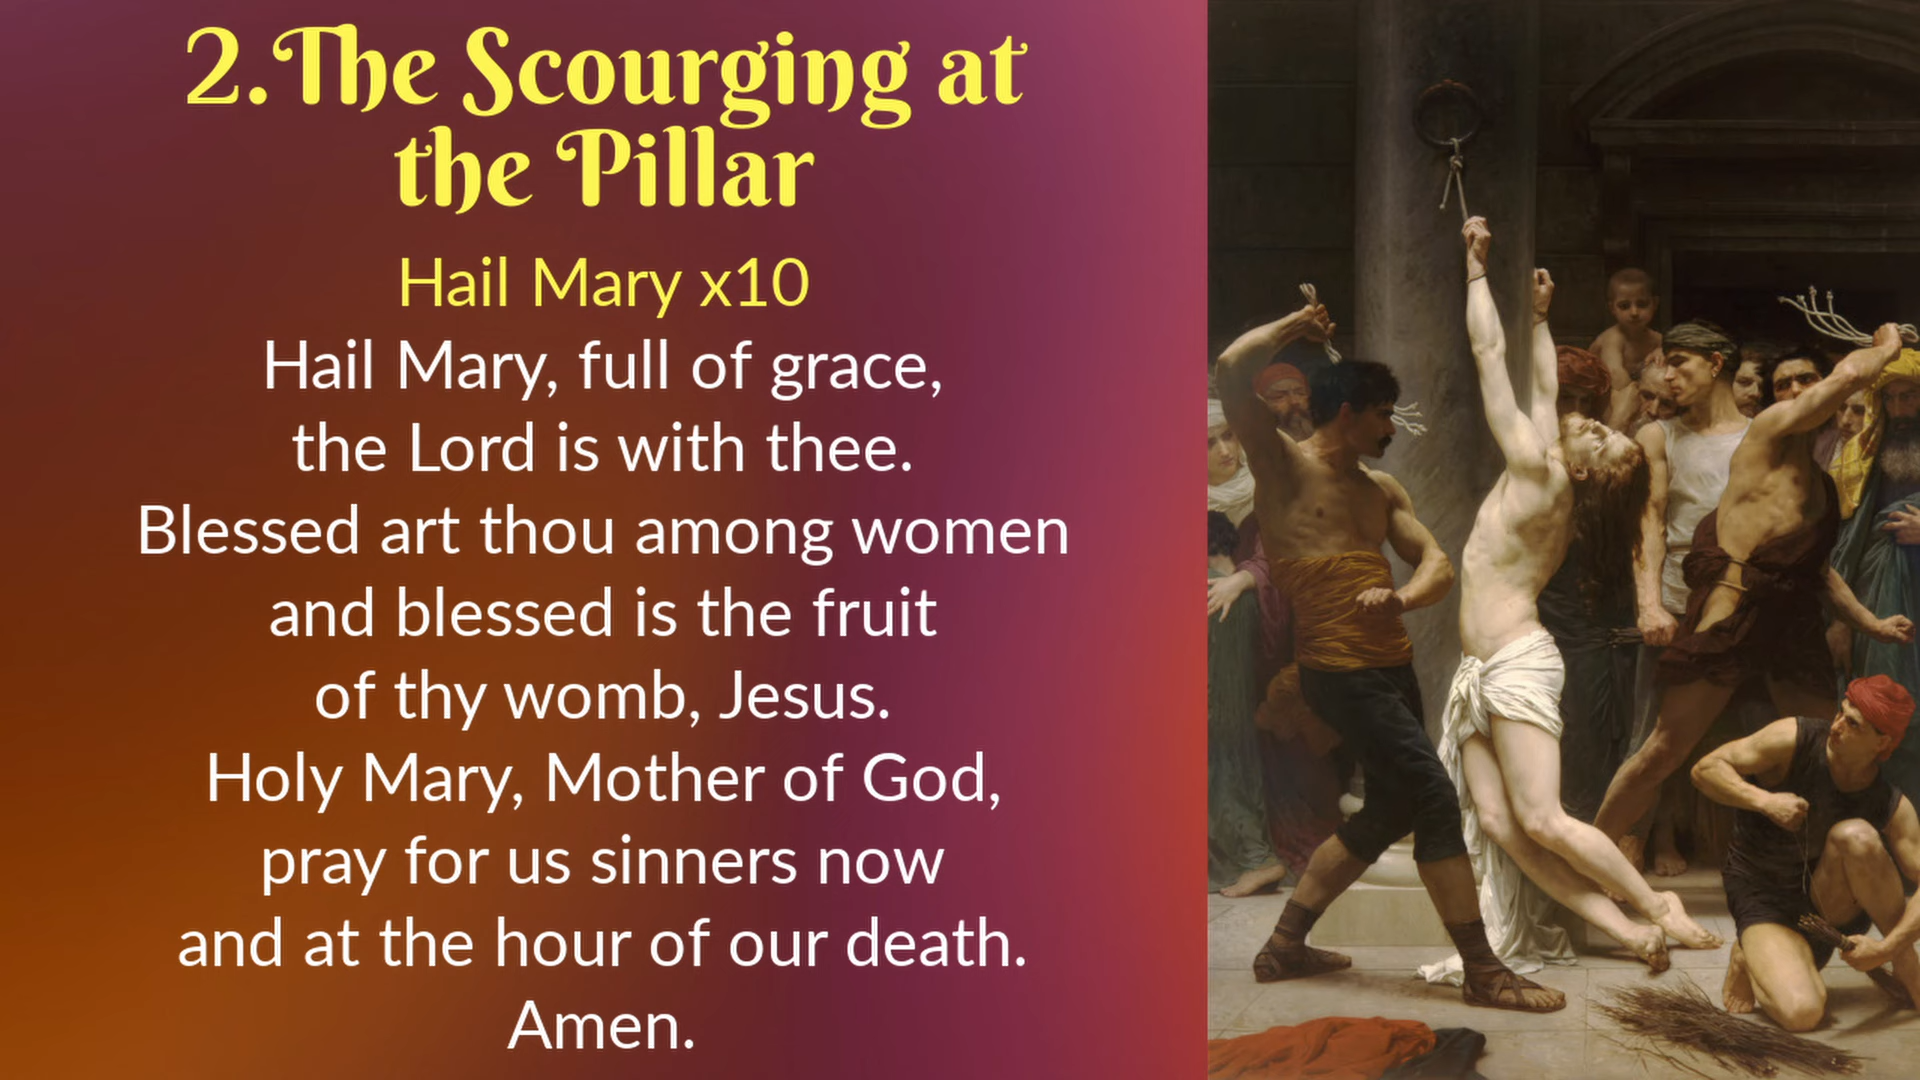 2.The Scourging at
the Pillar
Hail Mary x10
Hail Mary, full of grace,
the Lord is with thee.
Blessed art thou among women
and blessed is the fruit
of thy womb, Jesus.
Holy Mary, Mother of God,
pray for us sinners now
and at the hour of our death.
Amen.